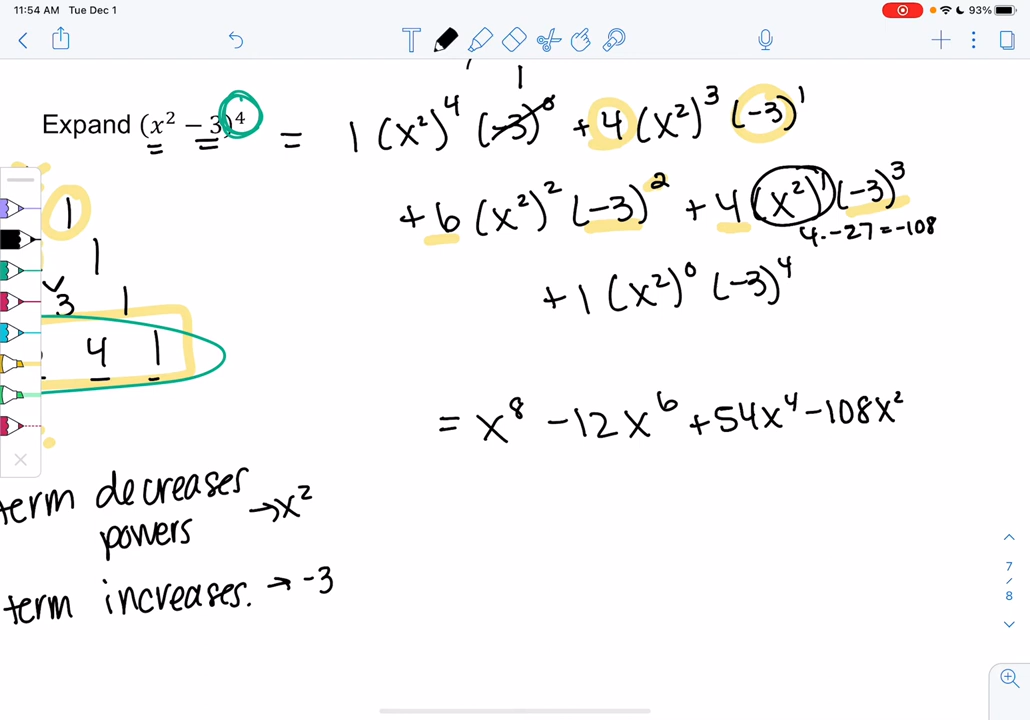 11:54 AM Tue Dec 1
93%
Expand (x² − 3)⁴ = 1 (x²)⁴ (-3)⁰ + 4 (x²)³ (-3)¹
1
+ 6 (x²)² (-3)² + 4 (x²)¹ (-3)³
4 · -27 = -108
+ 1 (x²)⁰ (-3)⁴
1
1
3 1
4 1
= x⁸ - 12x⁶ + 54x⁴ - 108x²
term decreases
powers → x²
term increases. → -3
7
/
8